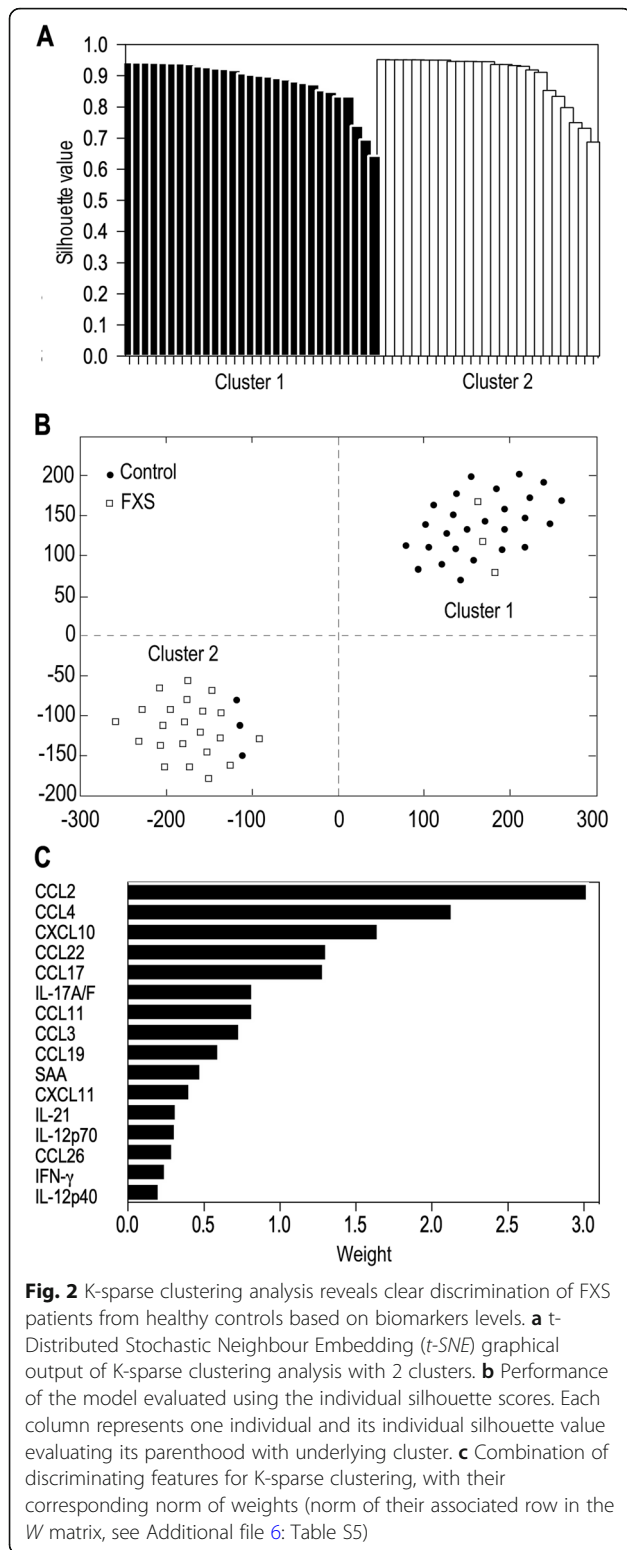 A
1.0
0.9
0.8
0.7
0.6
0.5
0.4
0.3
0.2
0.1
0.0
Silhouette value
Cluster 1
Cluster 2
B
Control
FXS
200
150
100
50
0
-50
-100
-150
-200
Cluster 1
Cluster 2
-300 -200 -100 0 100 200 300
C
CCL2
CCL4
CXCL10
CCL22
CCL17
IL-17A/F
CCL11
CCL3
CCL19
SAA
CXCL11
IL-21
IL-12p70
CCL26
IFN-γ
IL-12p40
0.0 0.5 1.0 1.5 2.0 2.5 3.0
Weight
Fig. 2 K-sparse clustering analysis reveals clear discrimination of FXS
patients from healthy controls based on biomarkers levels. a t-
Distributed Stochastic Neighbour Embedding (t-SNE) graphical
output of K-sparse clustering analysis with 2 clusters. b Performance
of the model evaluated using the individual silhouette scores. Each
column represents one individual and its individual silhouette value
evaluating its parenthood with underlying cluster. c Combination of
discriminating features for K-sparse clustering, with their
corresponding norm of weights (norm of their associated row in the
W matrix, see Additional file 6: Table S5)